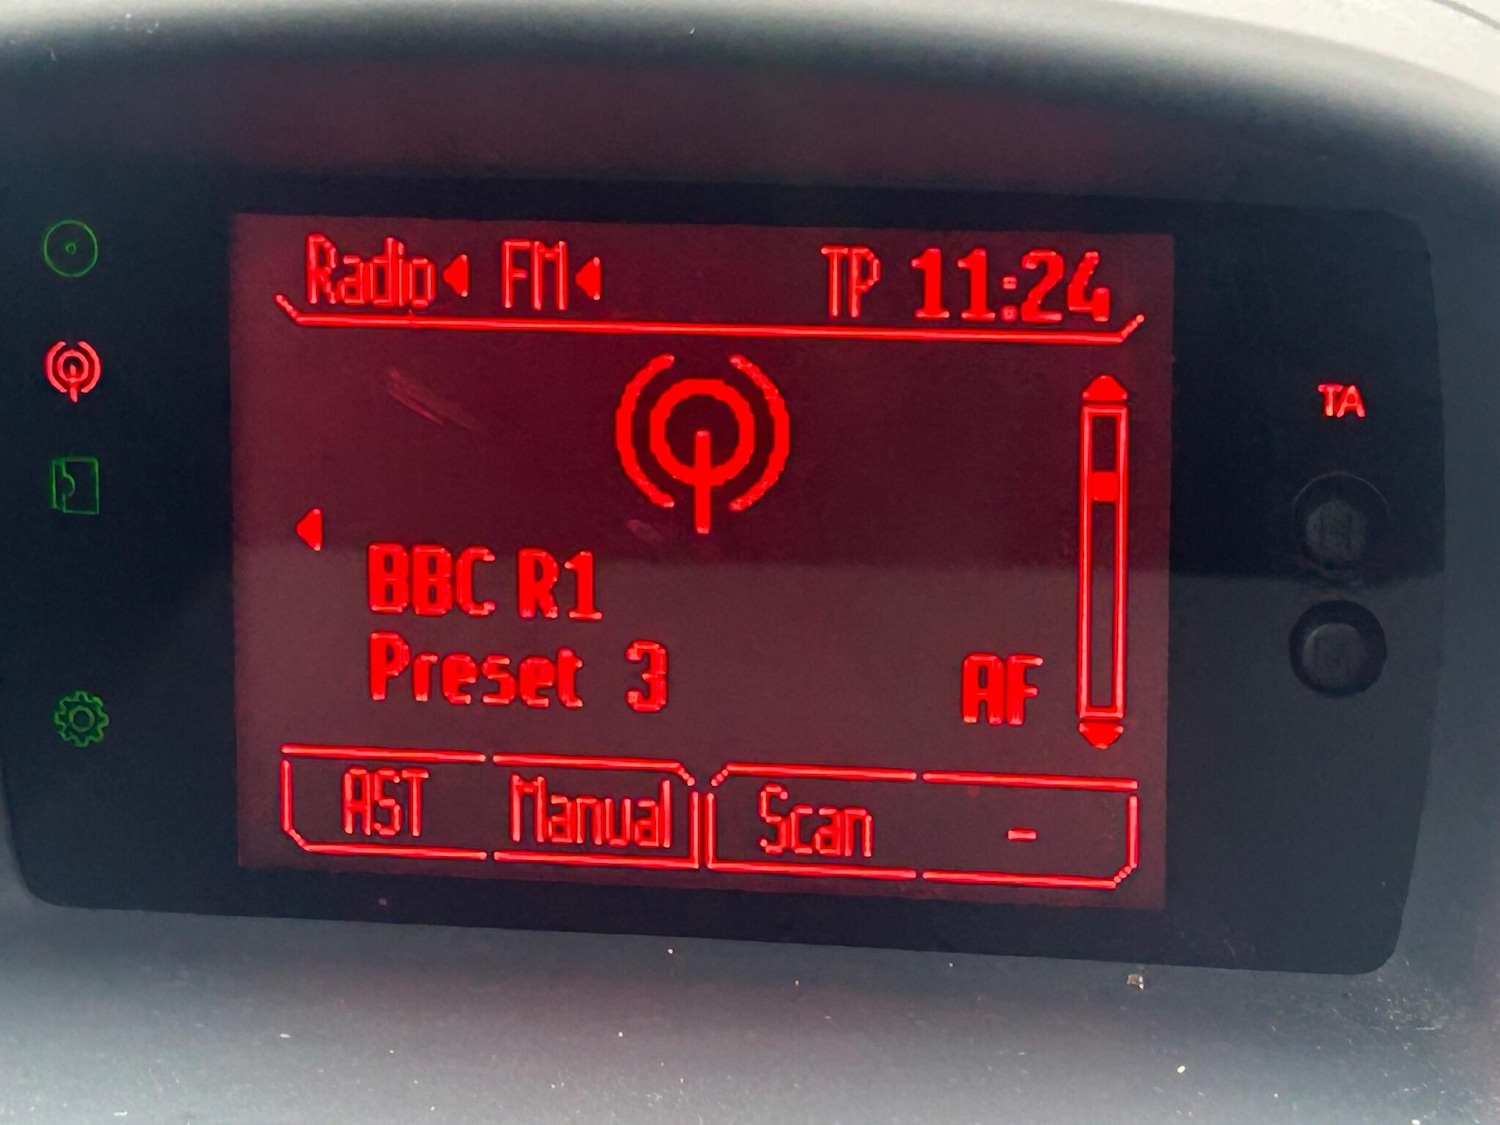 Radio FM TP 11:24
TA
BBC R1
Preset 3 AF
AST Manual Scan -